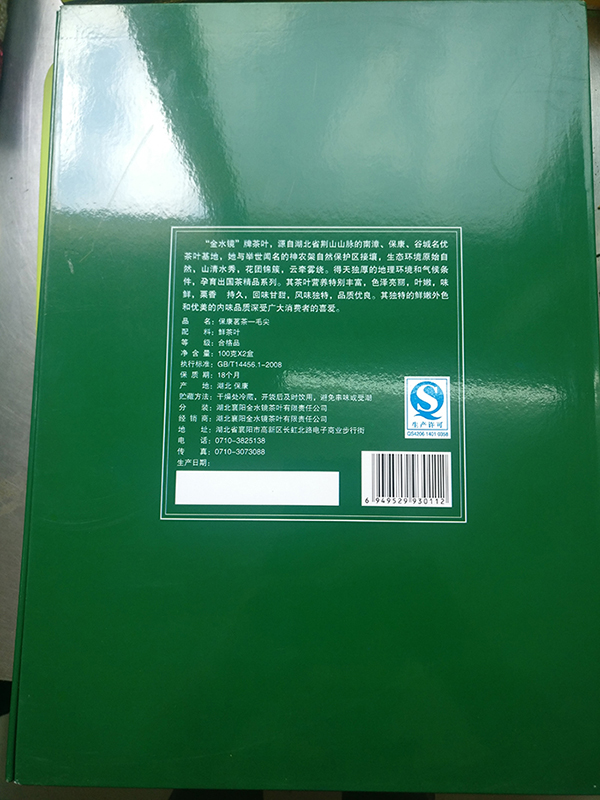 “金水镜”牌茶叶，源自湖北省荆山山脉的南漳、保康、谷城名优
茶叶基地，她与举世闻名的神农架自然保护区接壤，生态环境原始自
然，山清水秀，花团锦簇，云牵雾绕。得天独厚的地理环境和气候条
件，孕育出国茶精品系列。其茶叶营养特别丰富，色泽亮丽，叶嫩，味
鲜，栗香 持久，回味甘甜，风味独特，品质优良。其独特的鲜嫩外色
和优美的内味品质深受广大消费者的喜爱。
品 名：保康茗茶一毛尖
配 料：鲜茶叶
等 级：合格品
净 含 量：100克X2盒
执行标准：GB/T14456.1-2008
保 质 期：18个月
产 地：湖北 保康
贮藏方法：干燥处冷藏，开袋后及时饮用，避免串味或受潮
分 装：湖北襄阳金水镜茶叶有限责任公司
经 销 商：湖北襄阳金水镜茶叶有限责任公司
地 址：湖北省襄阳市高新区长虹北路电子商业步行街
电 话：0710-3825138
传 真：0710-3073088
生产日期：
生产许可
QS4206 1401 0358
6 949529 930112